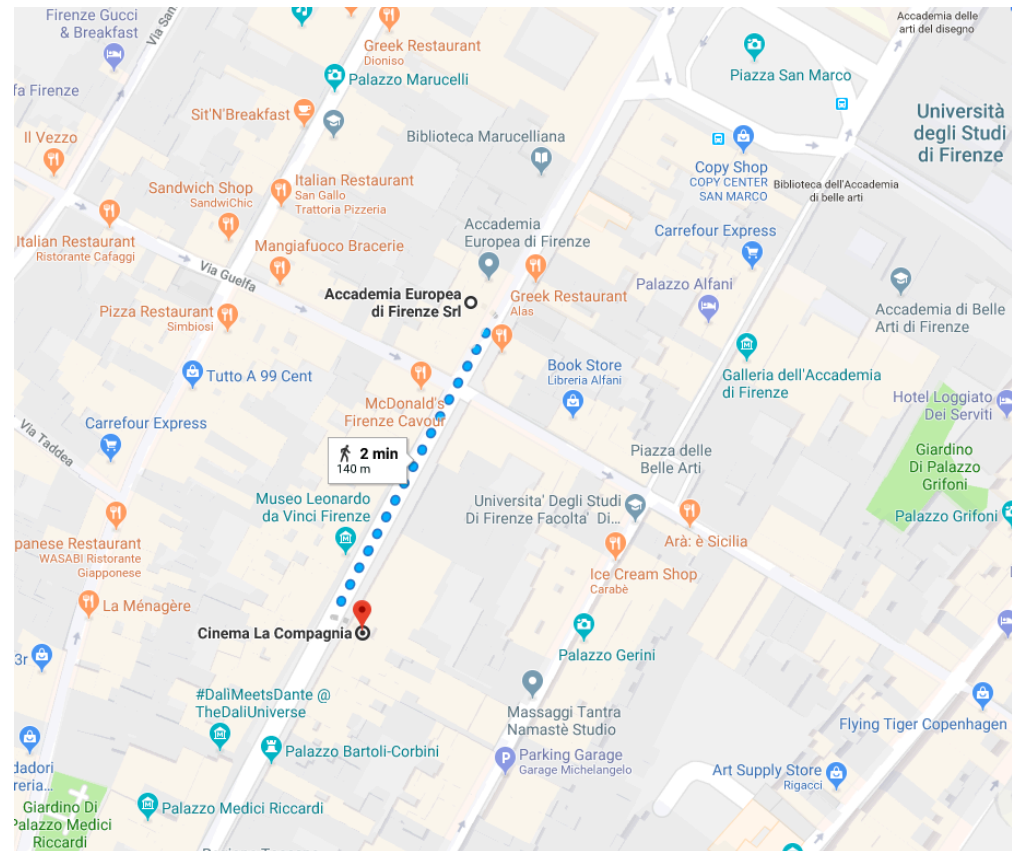 Firenze Gucci
& Breakfast
Via San
Greek Restaurant
Dioniso
Accademia delle
arti del disegno
Palazzo Marucelli
Piazza San Marco
fa Firenze
Sit'N'Breakfast
Università
degli Studi
di Firenze
Il Vezzo
Biblioteca Marucelliana
Copy Shop
COPY CENTER
SAN MARCO
Sandwich Shop
SandwiChic
Italian Restaurant
San Gallo
Trattoria Pizzeria
Biblioteca dell'Accademia
di belle arti
Italian Restaurant
Ristorante Cafaggi
Mangiafuoco Bracerie
Accademia
Europea di Firenze
Carrefour Express
Via Guelfa
Accademia Europea
di Firenze Srl
Greek Restaurant
Alas
Palazzo Alfani
Accademia di Belle
Arti di Firenze
Pizza Restaurant
Simbiosi
Tutto A 99 Cent
Book Store
Libreria Alfani
Galleria dell'Accademia
di Firenze
McDonald's
Firenze Cavour
Hotel Loggiato
Dei Serviti
Carrefour Express
Via Taddea
2 min
140 m
Piazza delle
Belle Arti
Giardino
Di Palazzo
Grifoni
Museo Leonardo
da Vinci Firenze
Universita' Degli Studi
Di Firenze Facolta' Di...
Palazzo Grifoni
panese Restaurant
WASABI Ristorante
Giapponese
Arà: è Sicilia
Ice Cream Shop
Carabè
La Ménagère
Cinema La Compagnia
3r
Palazzo Gerini
#DaliMeetsDante @
TheDaliUniverse
Massaggi Tantra
Namastè Studio
Flying Tiger Copenhagen
Palazzo Bartoli-Corbini
P
Parking Garage
Garage Michelangelo
Art Supply Store
Rigacci
dadori
reria...
Giardino Di
Palazzo Medici
Riccardi
Palazzo Medici Riccardi